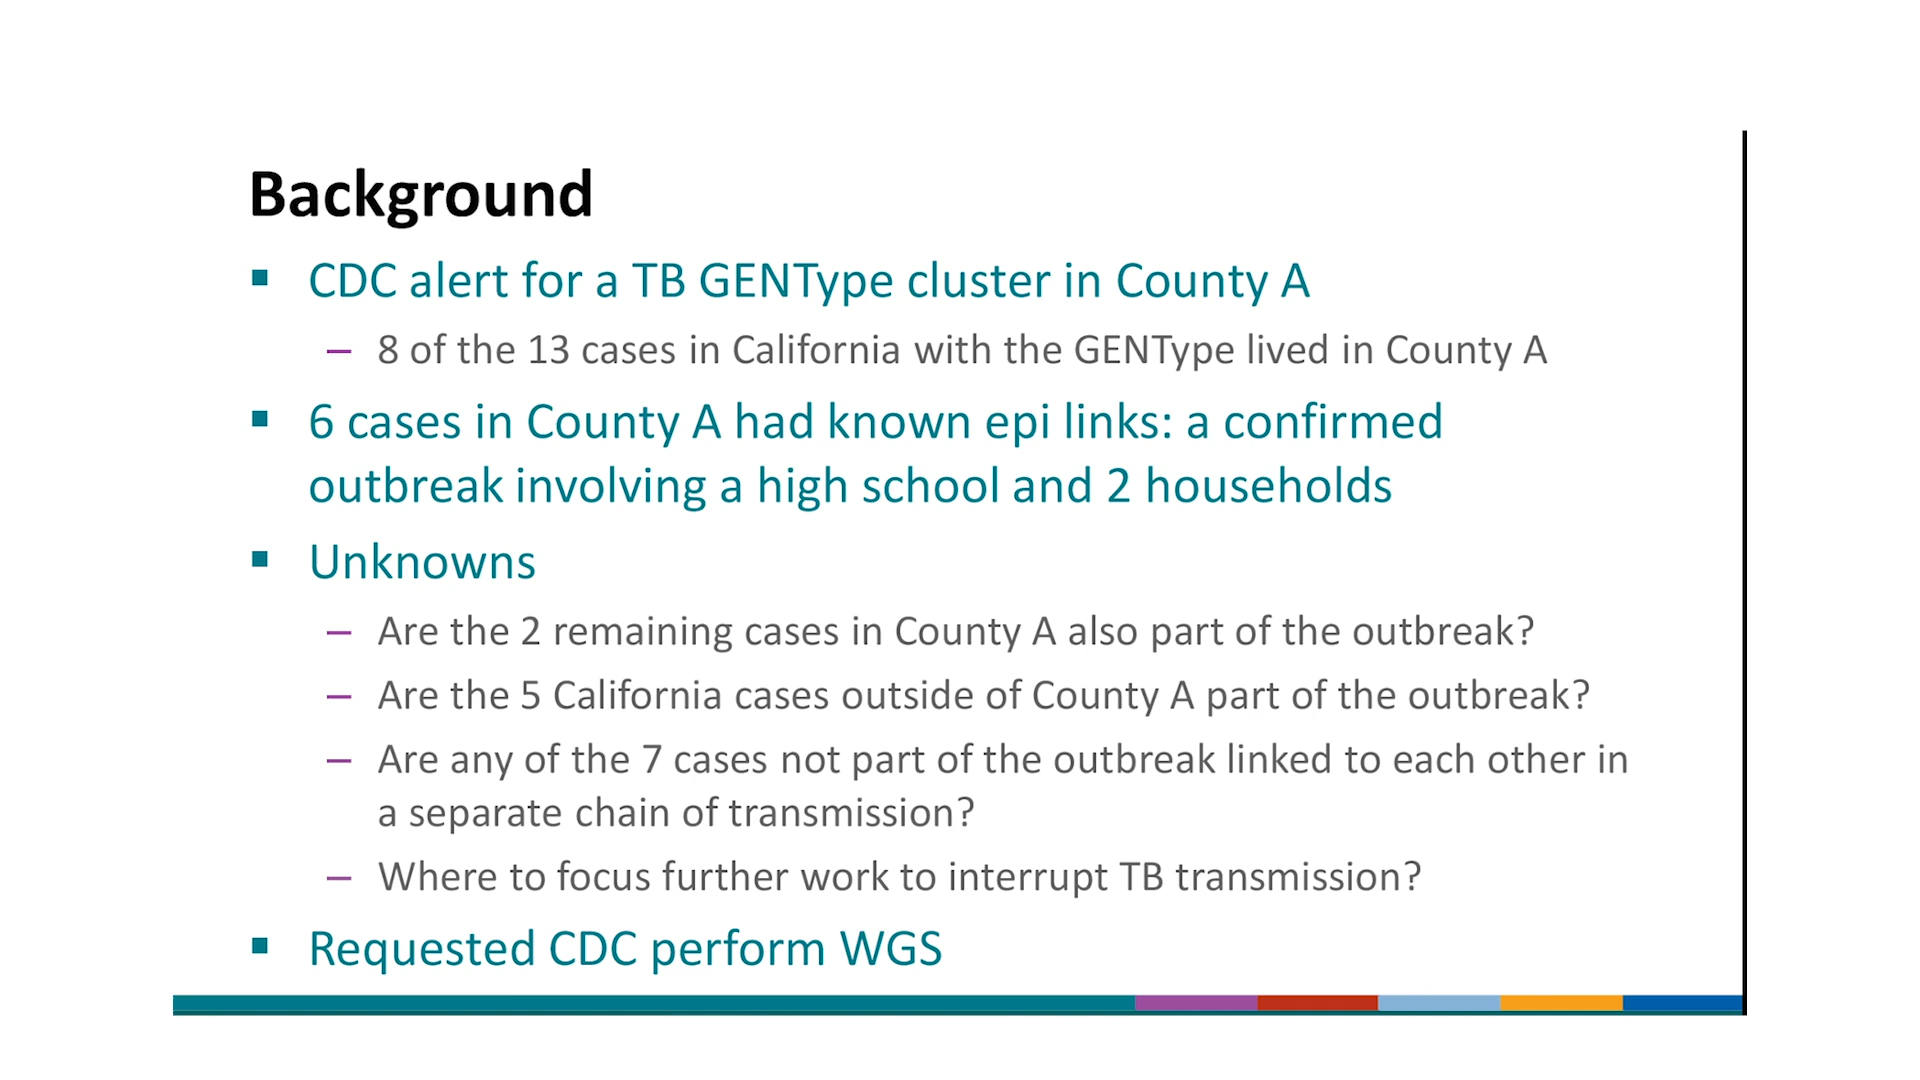 Background
▪ CDC alert for a TB GENType cluster in County A
– 8 of the 13 cases in California with the GENType lived in County A
▪ 6 cases in County A had known epi links: a confirmed
outbreak involving a high school and 2 households
▪ Unknowns
– Are the 2 remaining cases in County A also part of the outbreak?
– Are the 5 California cases outside of County A part of the outbreak?
– Are any of the 7 cases not part of the outbreak linked to each other in
a separate chain of transmission?
– Where to focus further work to interrupt TB transmission?
▪ Requested CDC perform WGS